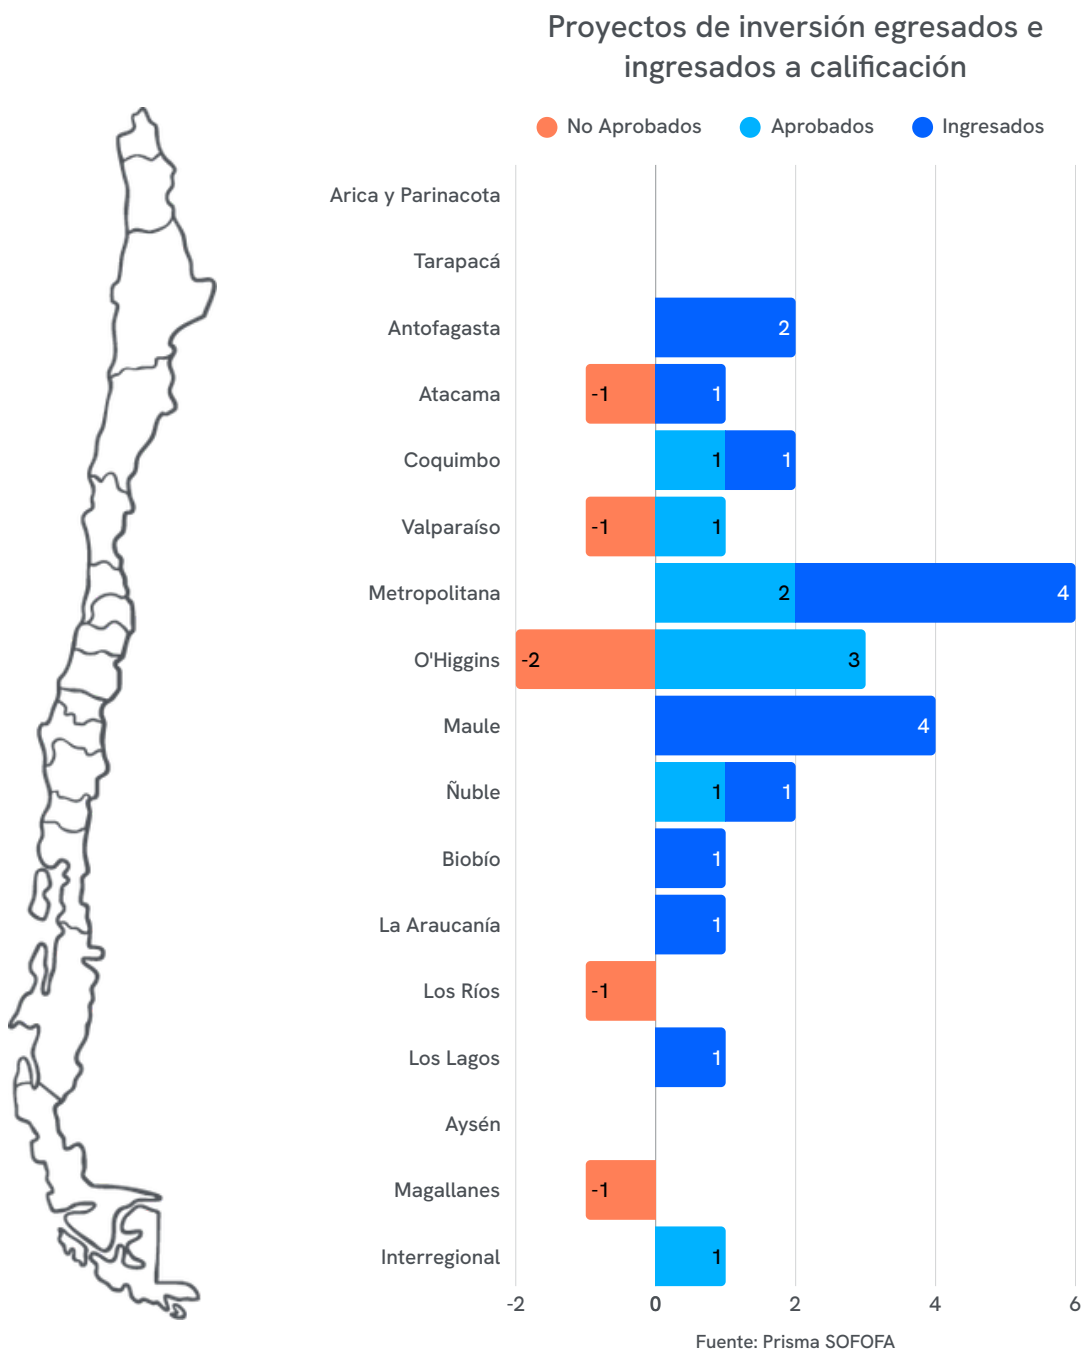 Proyectos de inversión egresados e
ingresados a calificación
No Aprobados Aprobados Ingresados
Arica y Parinacota
Tarapacá
Antofagasta 2
Atacama -1 1
Coquimbo 1 1
Valparaíso -1 1
Metropolitana 2 4
O'Higgins -2 3
Maule 4
Ñuble 1 1
Biobío 1
La Araucanía 1
Los Ríos -1
Los Lagos 1
Aysén
Magallanes -1
Interregional 1
-2 0 2 4 6
Fuente: Prisma SOFOFA